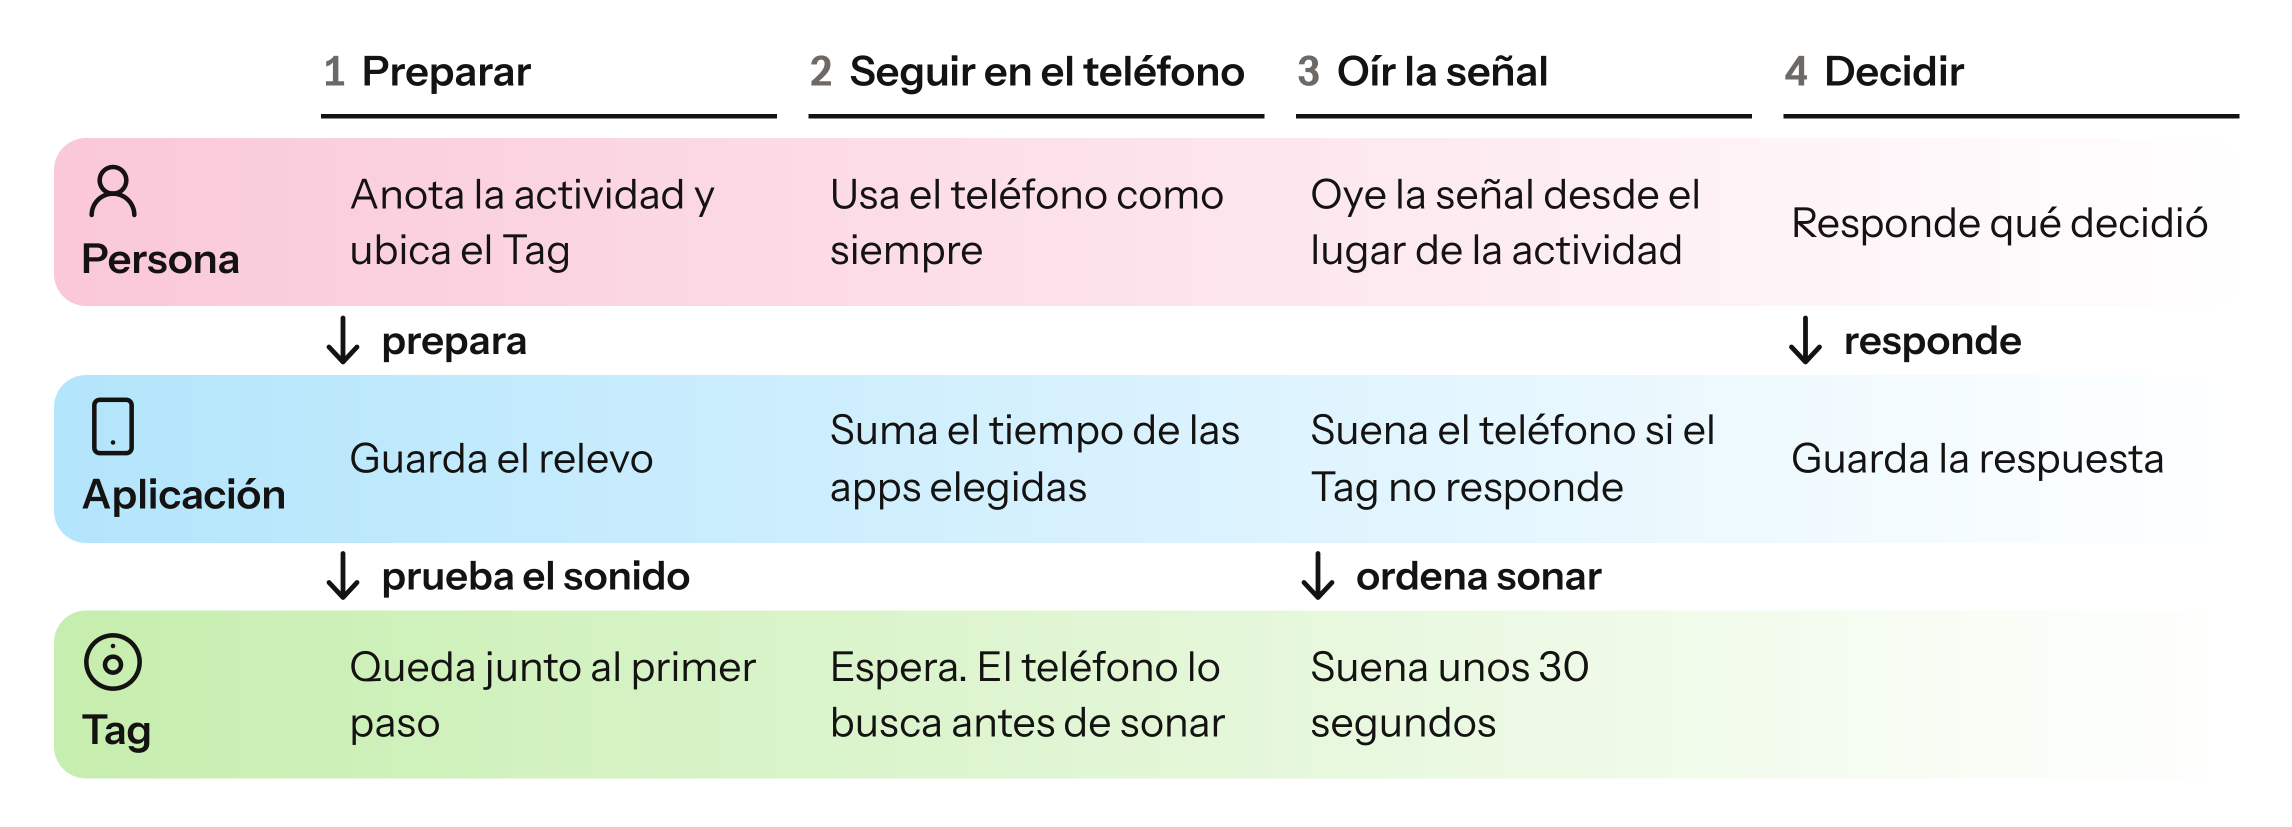 1 Preparar
2 Seguir en el teléfono
3 Oír la señal
4 Decidir
Persona
Anota la actividad y
ubica el Tag
Usa el teléfono como
siempre
Oye la señal desde el
lugar de la actividad
Responde qué decidió
prepara
responde
Aplicación
Guarda el relevo
Suma el tiempo de las
apps elegidas
Suena el teléfono si el
Tag no responde
Guarda la respuesta
prueba el sonido
ordena sonar
Tag
Queda junto al primer
paso
Espera. El teléfono lo
busca antes de sonar
Suena unos 30
segundos